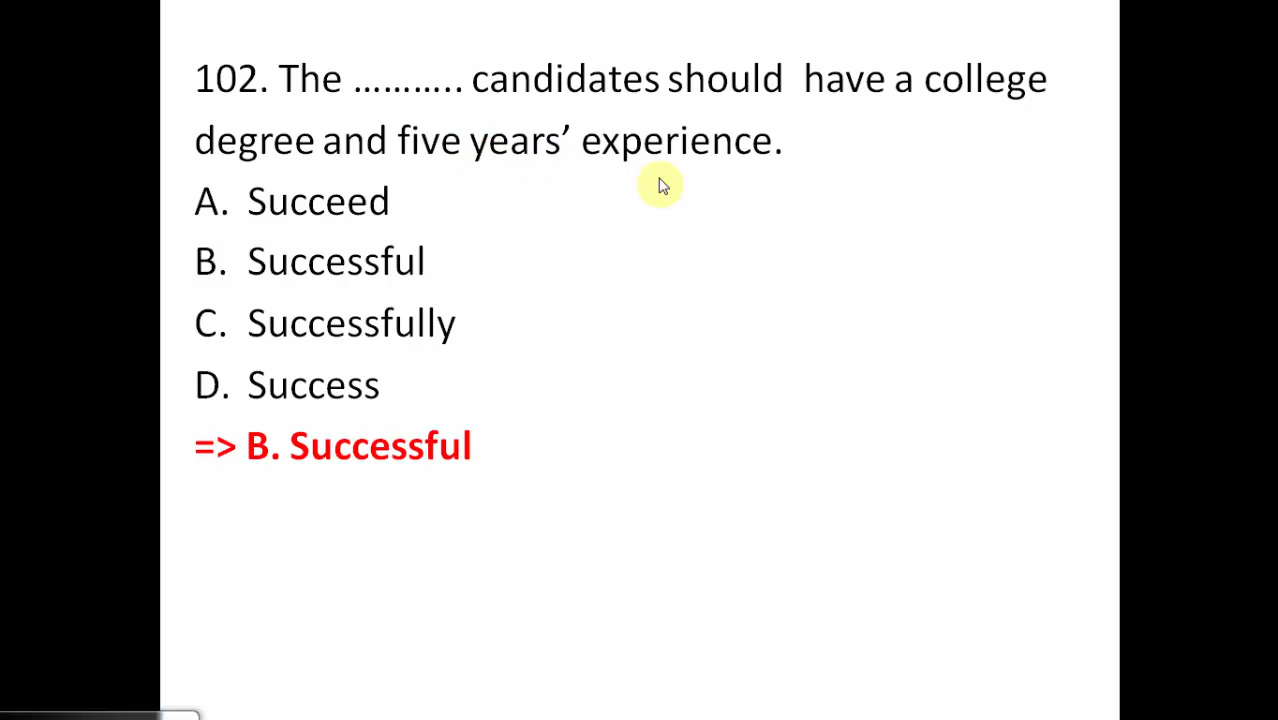 102. The ……….. candidates should have a college
degree and five years’ experience.
A. Succeed
B. Successful
C. Successfully
D. Success
=> B. Successful